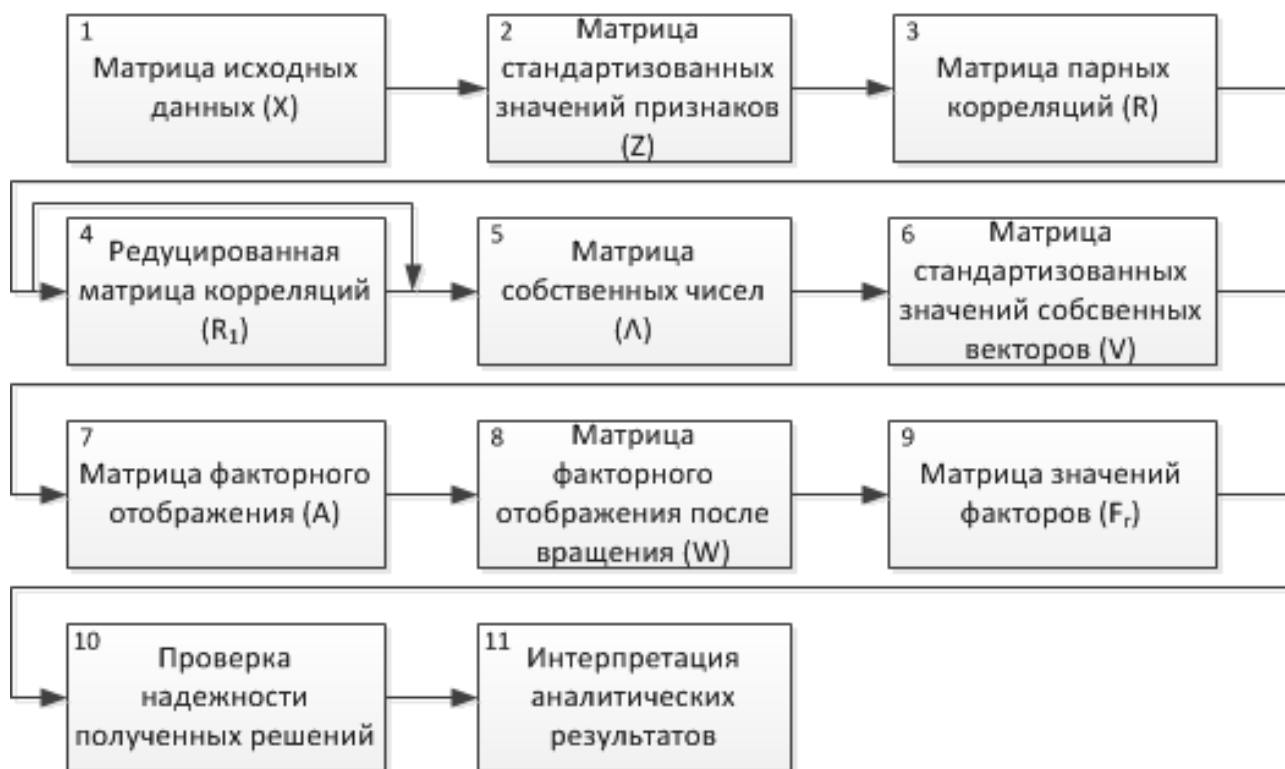 1
Матрица исходных
данных (X)
2
Матрица
стандартизованных
значений признаков
(Z)
3
Матрица парных
корреляций (R)
4
Редуцированная
матрица корреляций
(R₁)
5
Матрица
собственных чисел
(Λ)
6
Матрица
стандартизованных
значений собсвенных
векторов (V)
7
Матрица факторного
отображения (A)
8
Матрица
факторного
отображения после
вращения (W)
9
Матрица значений
факторов (Fᵣ)
10
Проверка
надежности
полученных решений
11
Интерпретация
аналитических
результатов